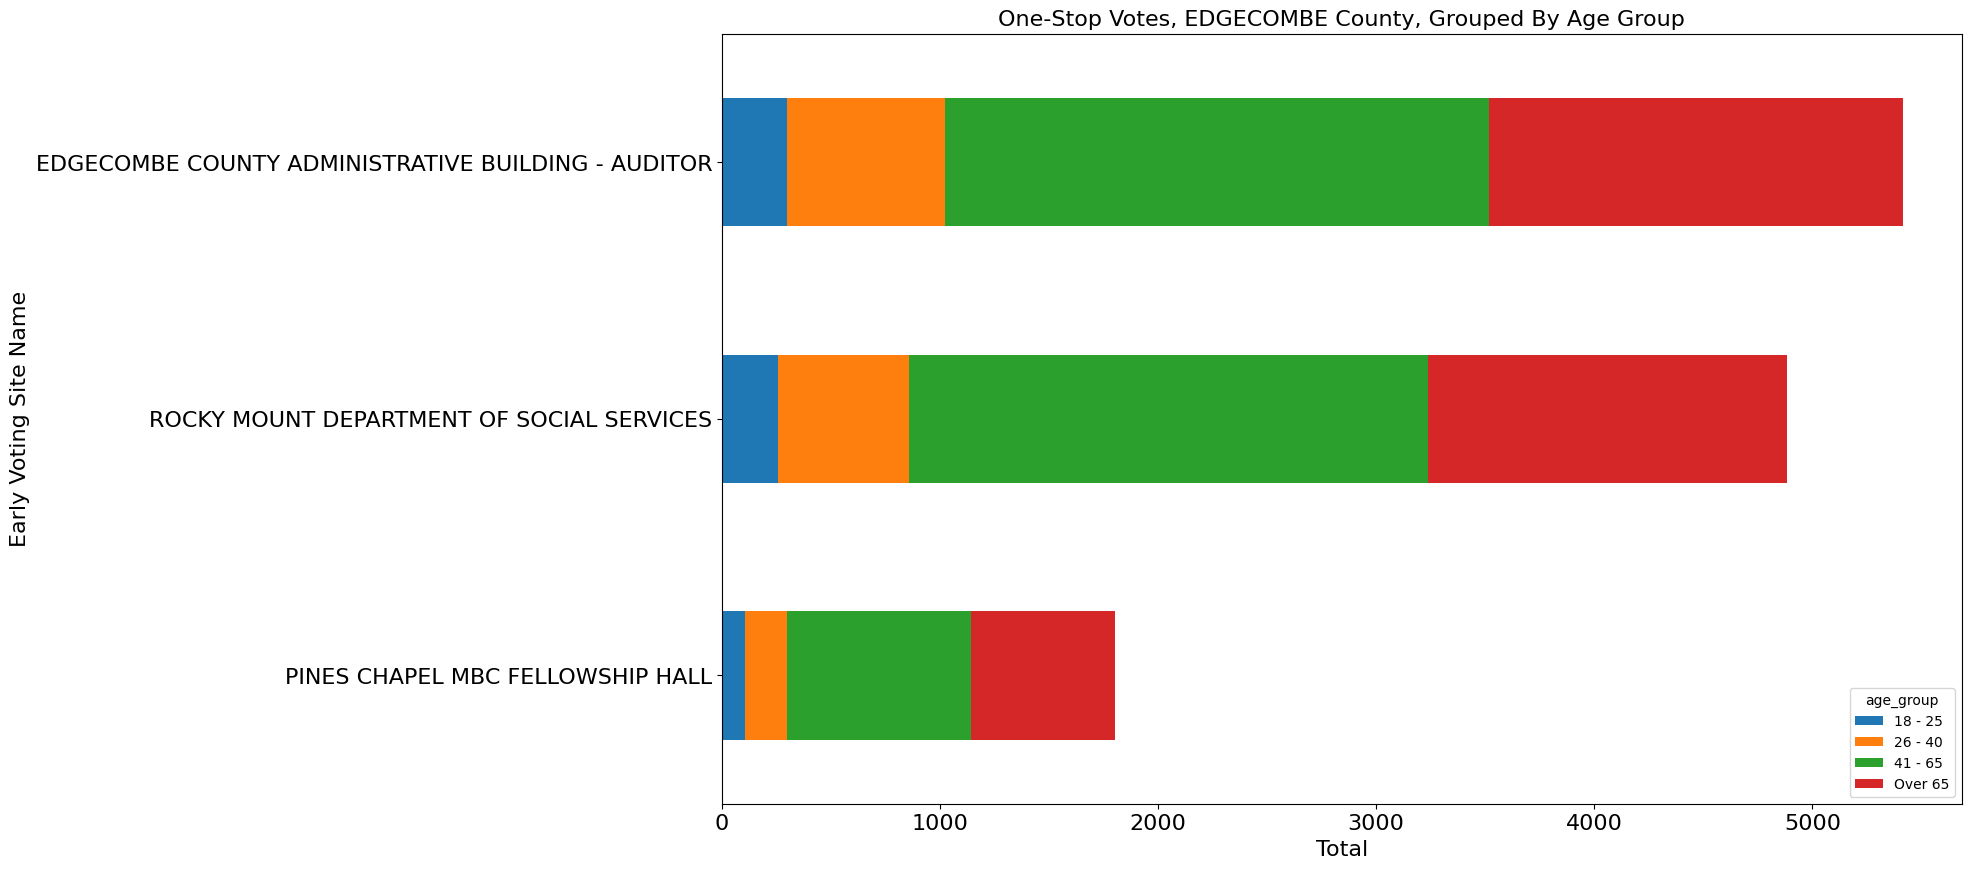 One-Stop Votes, EDGECOMBE County, Grouped By Age Group
Early Voting Site Name
EDGECOMBE COUNTY ADMINISTRATIVE BUILDING - AUDITOR
ROCKY MOUNT DEPARTMENT OF SOCIAL SERVICES
PINES CHAPEL MBC FELLOWSHIP HALL
age_group
18 - 25
26 - 40
41 - 65
Over 65
0 1000 2000 3000 4000 5000
Total